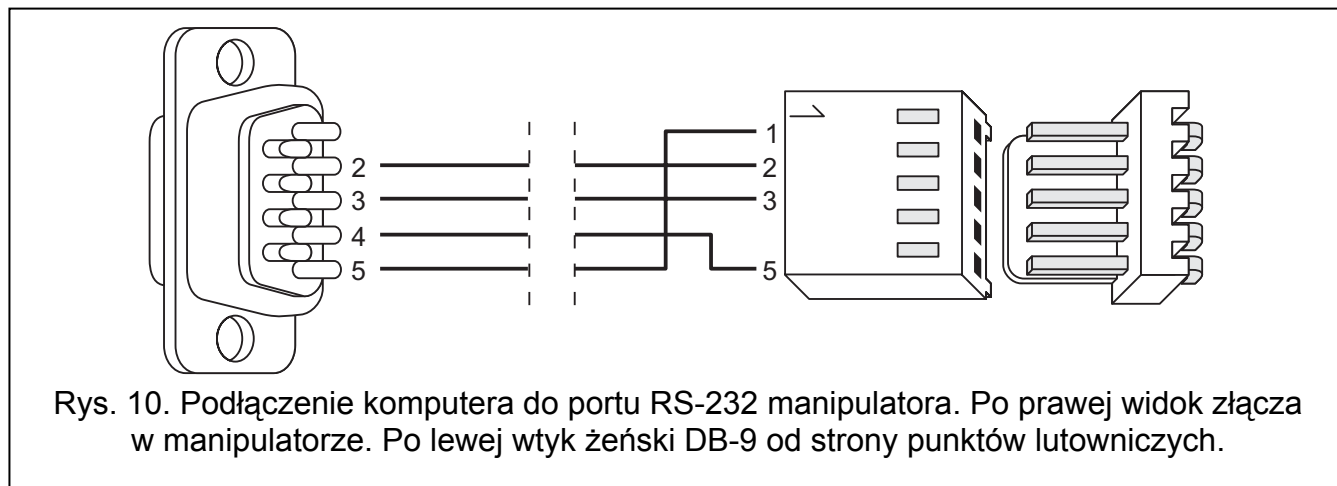 1
2 2
3 3
4
5 5
Rys. 10. Podłączenie komputera do portu RS-232 manipulatora. Po prawej widok złącza
w manipulatorze. Po lewej wtyk żeński DB-9 od strony punktów lutowniczych.